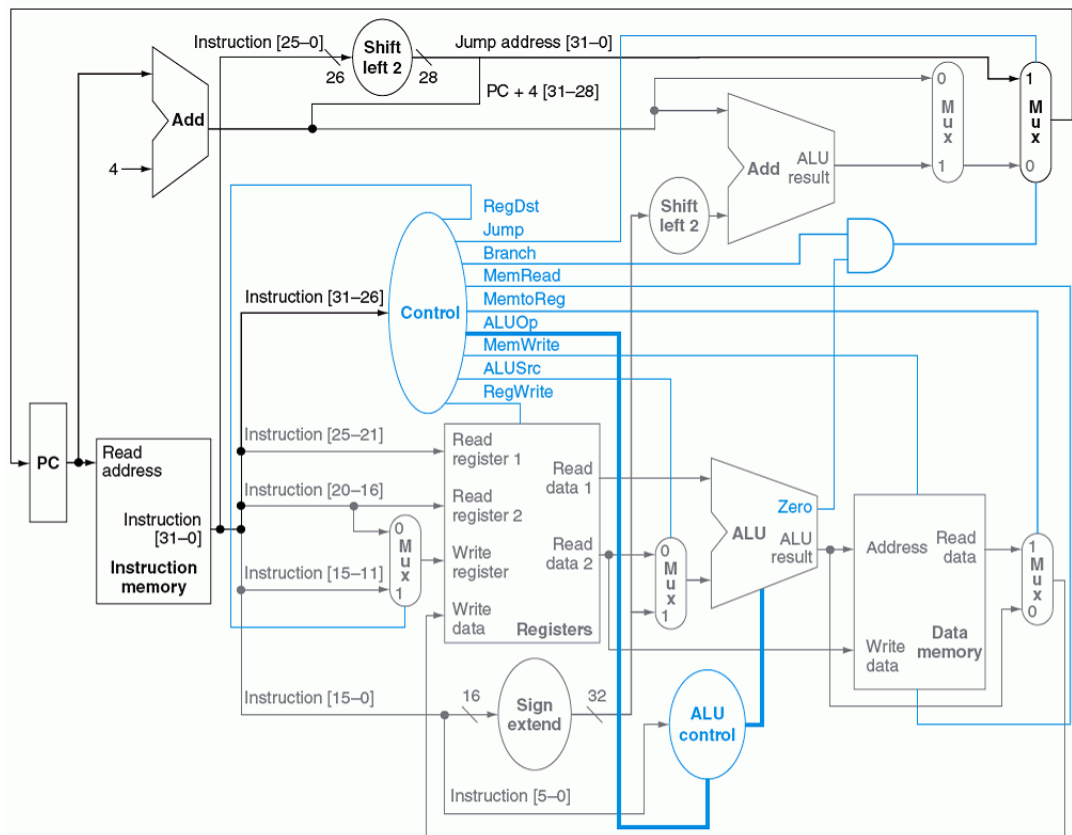 Instruction [25–0]
Shift
left 2
Jump address [31–0]
26
28
PC + 4 [31–28]
Add
4
0
M
u
x
1
1
M
u
x
0
Add
ALU
result
Shift
left 2
RegDst
Jump
Branch
MemRead
MemtoReg
ALUOp
MemWrite
ALUSrc
RegWrite
Instruction [31–26]
Control
PC
Read
address
Instruction
[31–0]
Instruction
memory
Instruction [25–21]
Instruction [20–16]
Instruction [15–11]
0
M
u
x
1
Read
register 1
Read
register 2
Write
register
Write
data
Read
data 1
Read
data 2
Registers
0
M
u
x
1
Zero
ALU
ALU
result
Address
Read
data
Write
data
Data
memory
1
M
u
x
0
Instruction [15–0]
16
Sign
extend
32
ALU
control
Instruction [5–0]